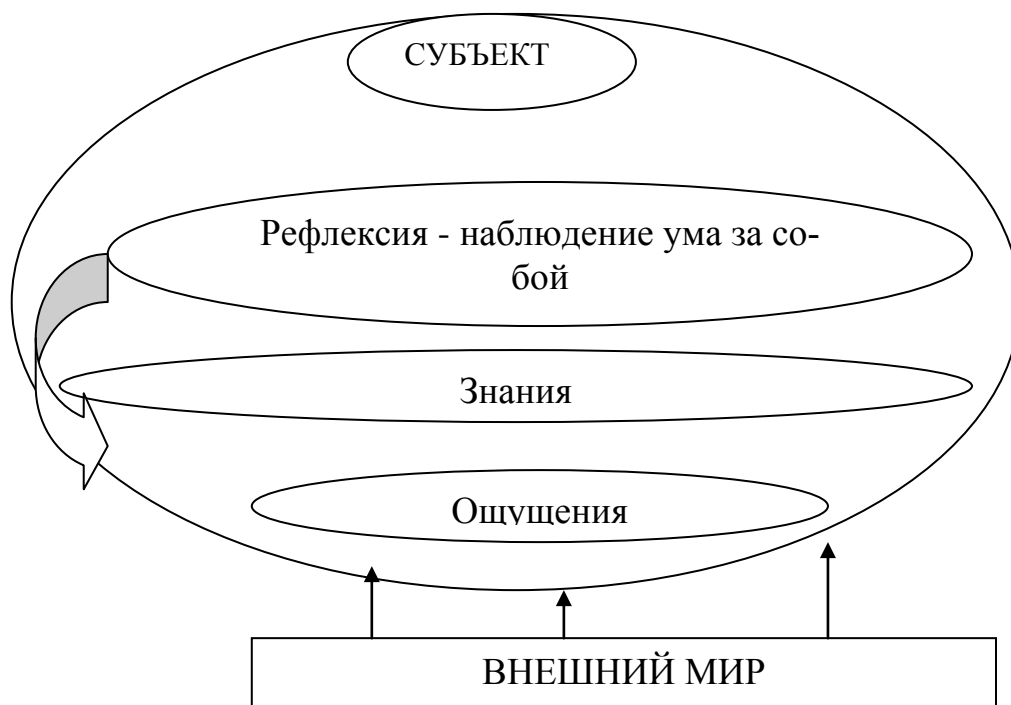 СУБЪЕКТ
Рефлексия - наблюдение ума за со-
бой
Знания
Ощущения
ВНЕШНИЙ МИР